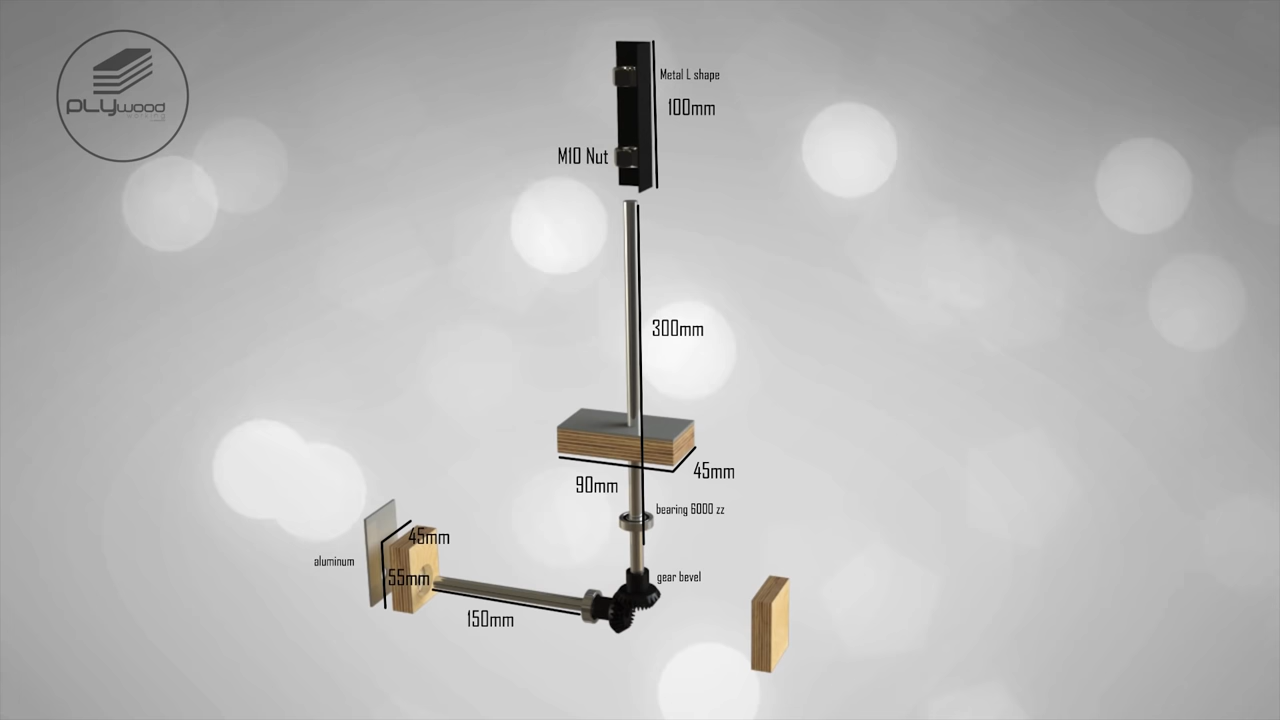 PLYwood
Metal L shape
100mm
M10 Nut
300mm
45mm
90mm
bearing 6000 zz
45mm
aluminum
55mm
gear bevel
150mm